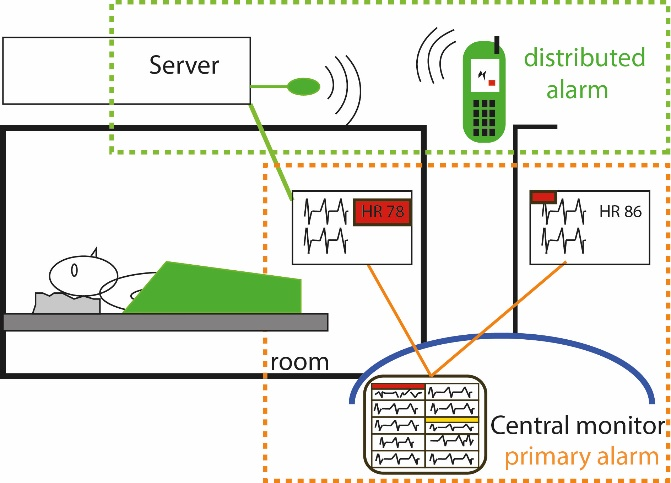 Server
distributed
alarm
HR 78
HR 86
room
Central monitor
primary alarm